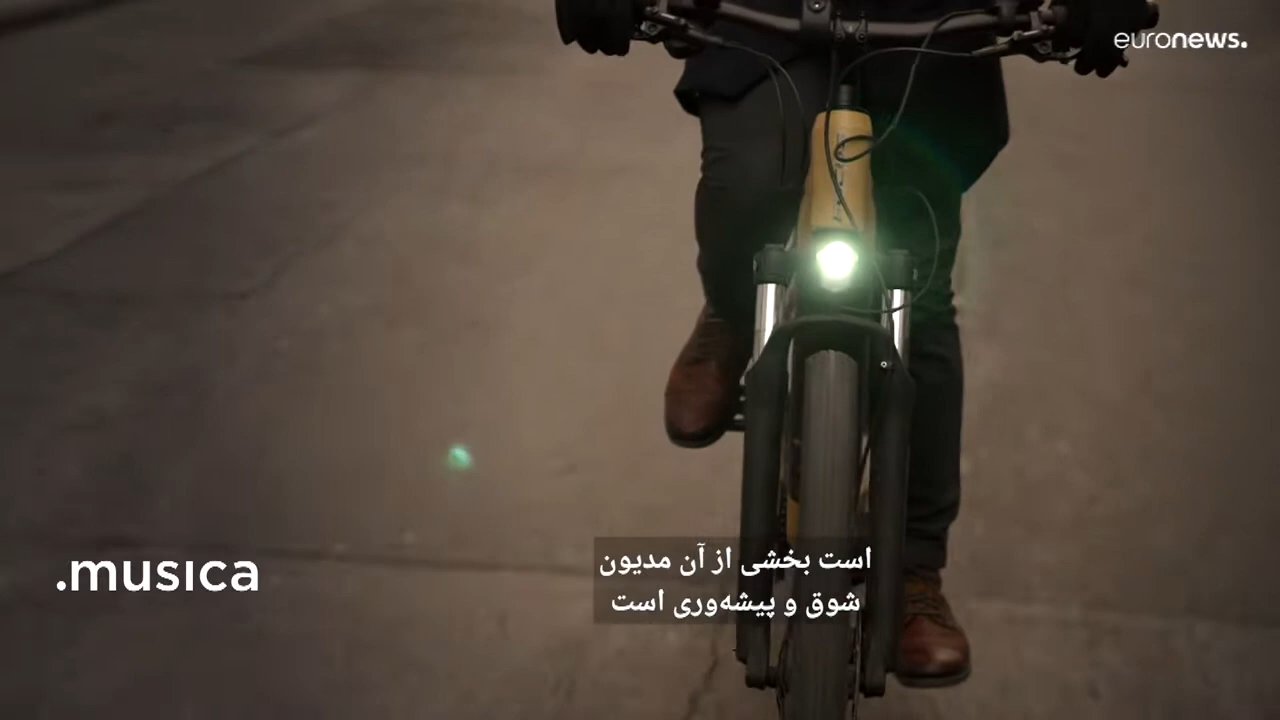 euronews.
.musica
است بخشی از آن مدیون
شوق و پیشه‌وری است